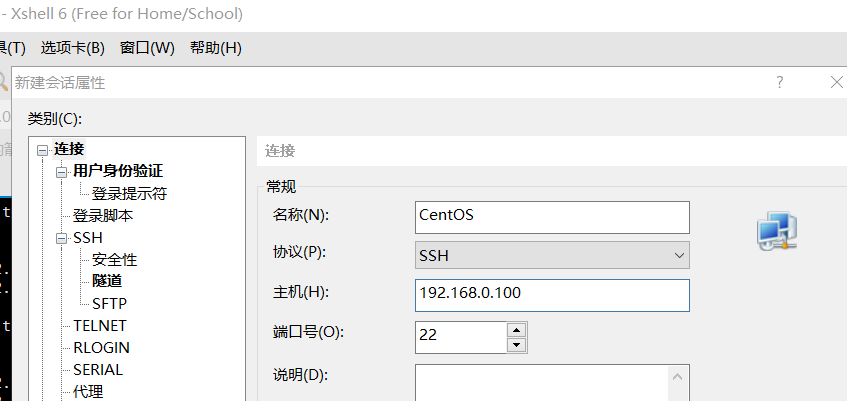 - Xshell 6 (Free for Home/School)
(T) 选项卡(B) 窗口(W) 帮助(H)
新建会话属性 ?
类别(C):
连接
用户身份验证
登录提示符
登录脚本
SSH
安全性
隧道
SFTP
TELNET
RLOGIN
SERIAL
代理
连接
常规
名称(N): CentOS
协议(P): SSH
主机(H): 192.168.0.100
端口号(O): 22
说明(D):